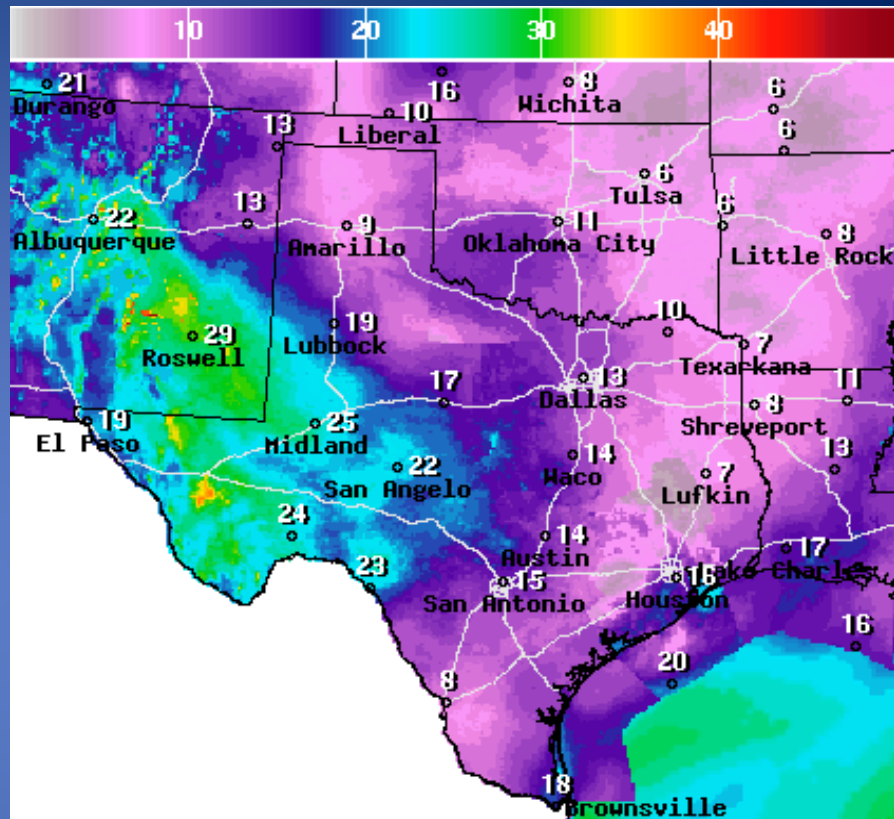 10 20 30 40
21 Durango
16
8 Wichita
10 Liberal
6
13
6
6 Tulsa
22 Albuquerque
13
9 Amarillo
11 Oklahoma City
6
8 Little Rock
29 Roswell
19 Lubbock
10
7 Texarkana
13 Dallas
17
8 Shreveport
11
19 El Paso
25 Midland
22 San Angelo
14 Waco
7 Lufkin
13
24
14 Austin
17 Lake Charles
23
15 San Antonio
16 Houston
16
20
8
18 Brownsville